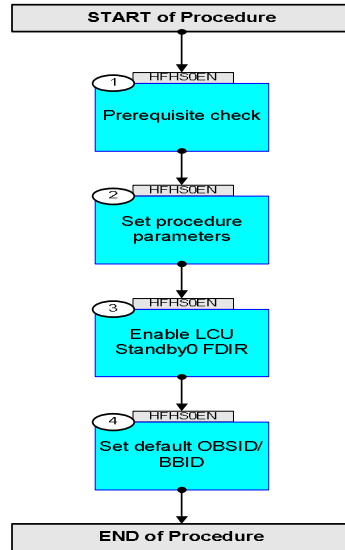 START of Procedure
HFHS0EN
1
Prerequisite check
HFHS0EN
2
Set procedure
parameters
HFHS0EN
3
Enable LCU
Standby0 FDIR
HFHS0EN
4
Set default OBSID/
BBID
END of Procedure